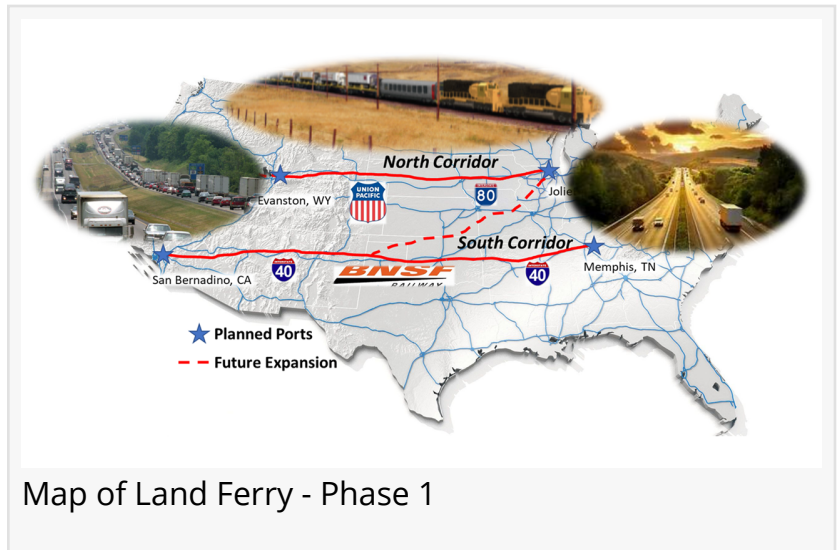 North Corridor
Evanston, WY
UNION
PACIFIC
80
Jolie
South Corridor
San Bernadino, CA
40
BNSF
RAILWAY
40
Memphis, TN
Planned Ports
Future Expansion
Map of Land Ferry - Phase 1